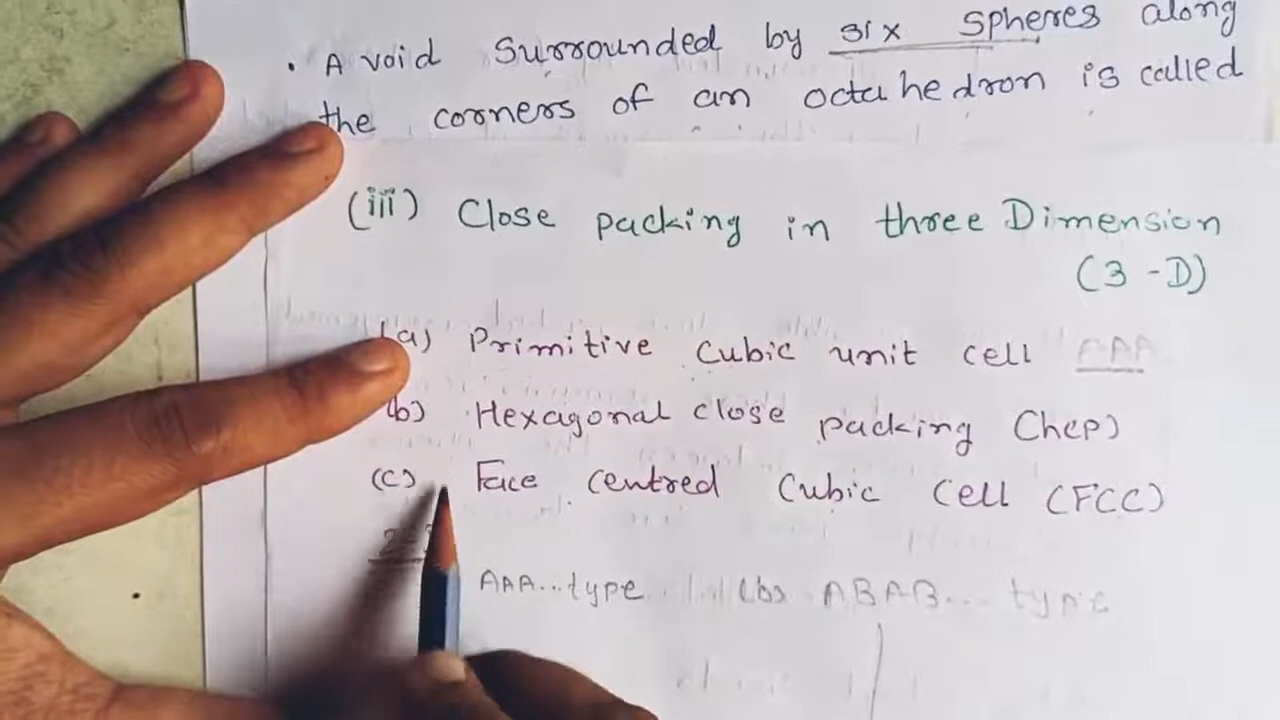 . A void surrounded by six spheres along
the corners of an octahedron is called
(iii) Close packing in three Dimension
(3-D)
(a) Primitive cubic unit cell AAA
(b) Hexagonal close packing (hcp)
(c) Face centred cubic cell (FCC)
AAA...type (b) ABAB... type